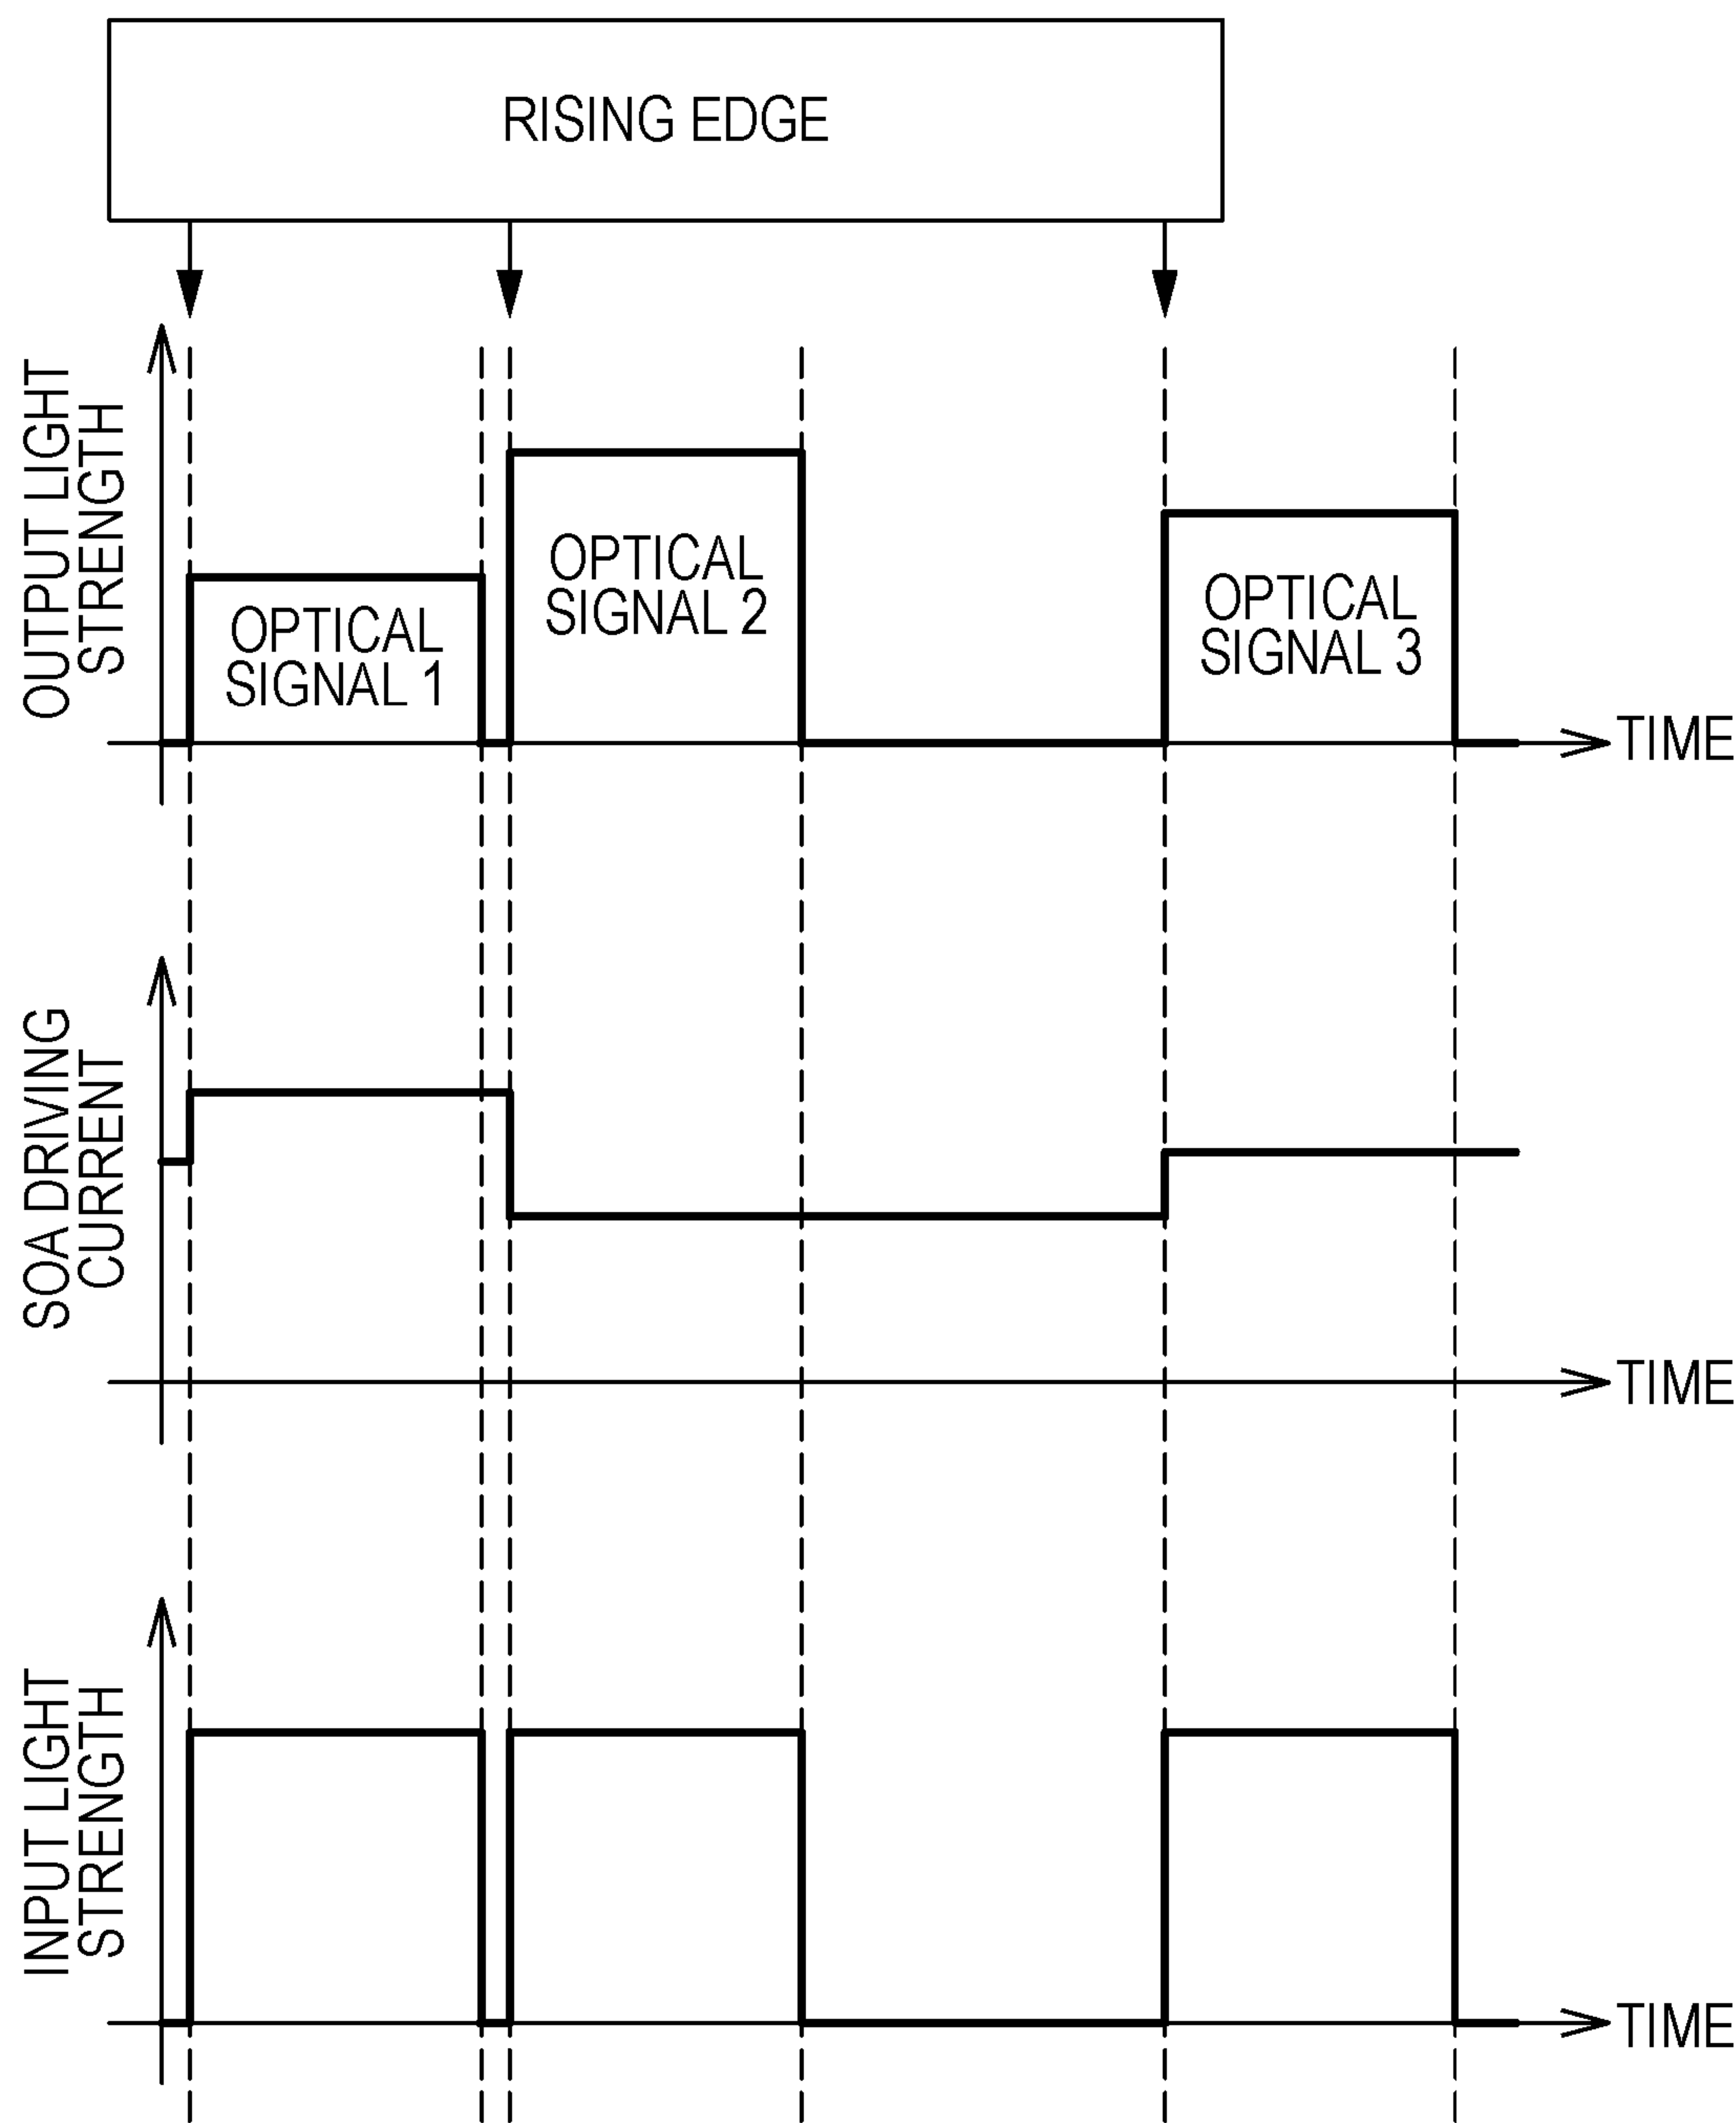 RISING EDGE
OUTPUT LIGHT
STRENGTH
OPTICAL
SIGNAL 1
OPTICAL
SIGNAL 2
OPTICAL
SIGNAL 3
TIME
SOA DRIVING
CURRENT
TIME
INPUT LIGHT
STRENGTH
TIME